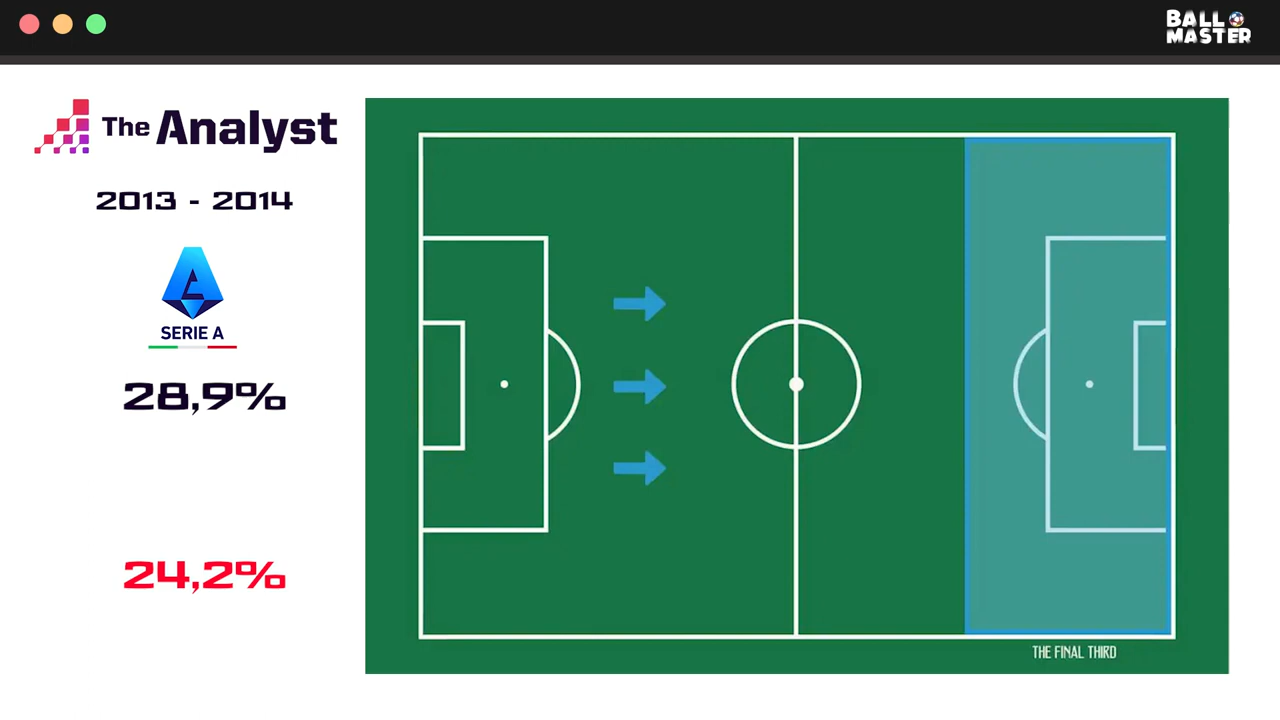 BALL
MASTER
The Analyst
2013 - 2014
SERIE A
28,9%
24,2%
THE FINAL THIRD